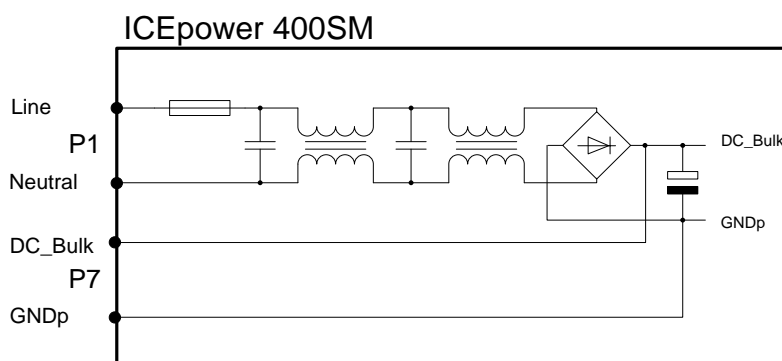 ICEpower 400SM
Line
P1
Neutral
DC_Bulk
P7
GNDp
DC_Bulk
GNDp